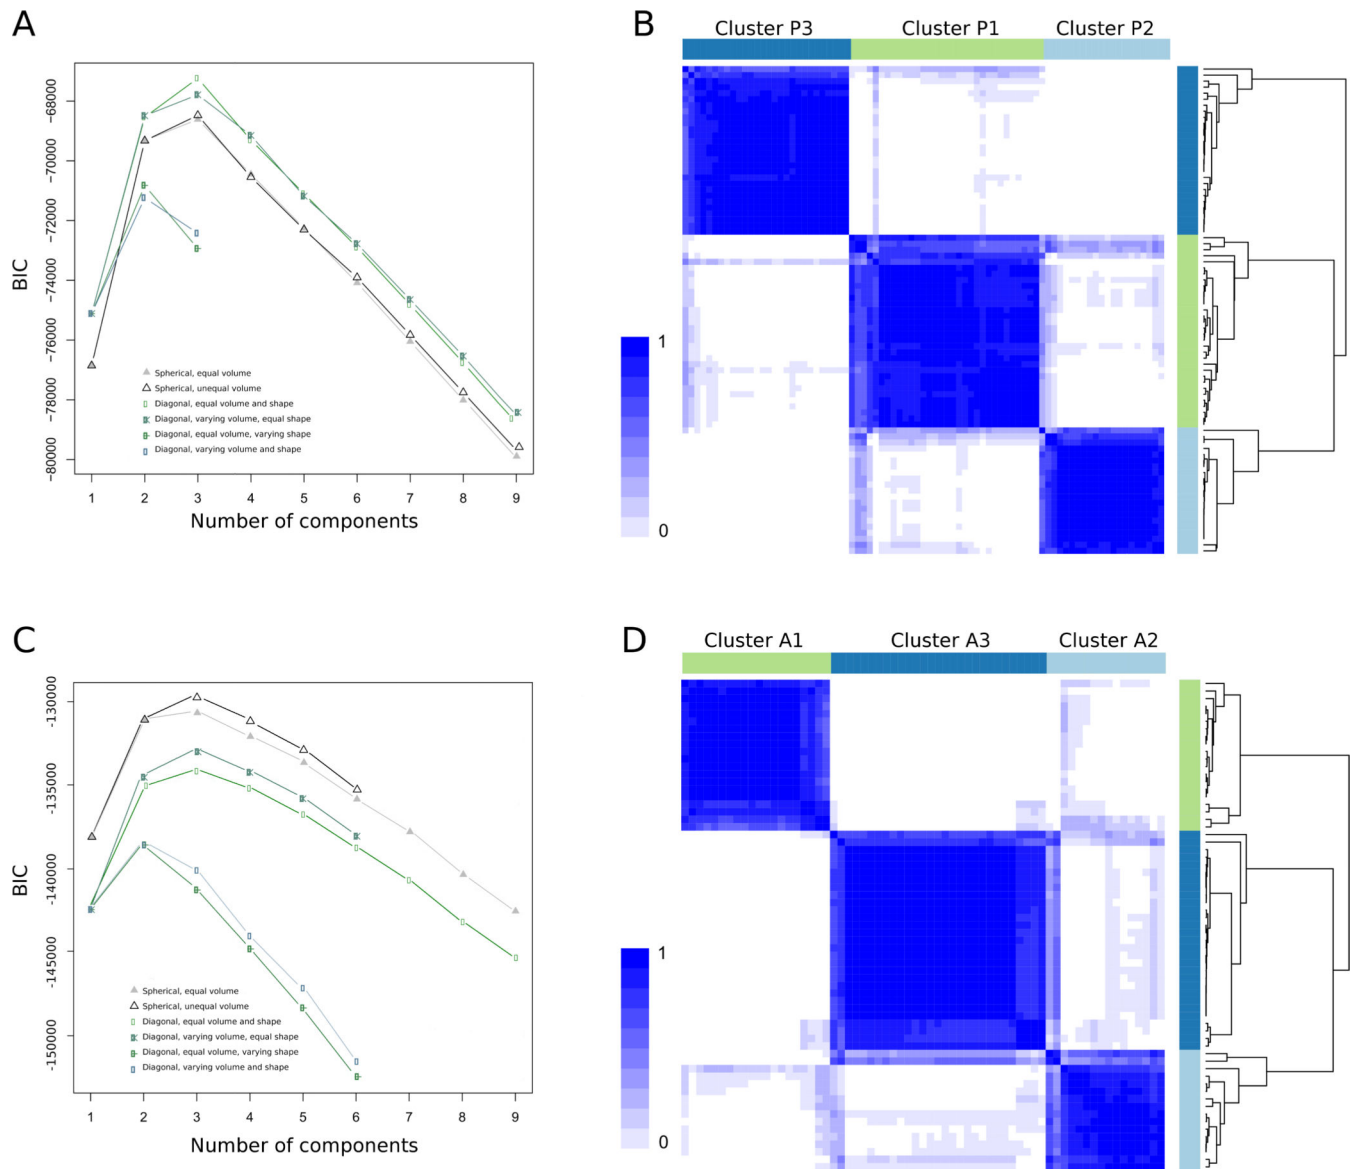 A
BIC
-68000
-70000
-72000
-74000
-76000
-78000
-80000
Spherical, equal volume
Spherical, unequal volume
Diagonal, equal volume and shape
Diagonal, varying volume, equal shape
Diagonal, equal volume, varying shape
Diagonal, varying volume and shape
1 2 3 4 5 6 7 8 9
Number of components
B
Cluster P3 Cluster P1 Cluster P2
1
0
C
BIC
-130000
-135000
-140000
-145000
-150000
Spherical, equal volume
Spherical, unequal volume
Diagonal, equal volume and shape
Diagonal, varying volume, equal shape
Diagonal, equal volume, varying shape
Diagonal, varying volume and shape
1 2 3 4 5 6 7 8 9
Number of components
D
Cluster A1 Cluster A3 Cluster A2
1
0